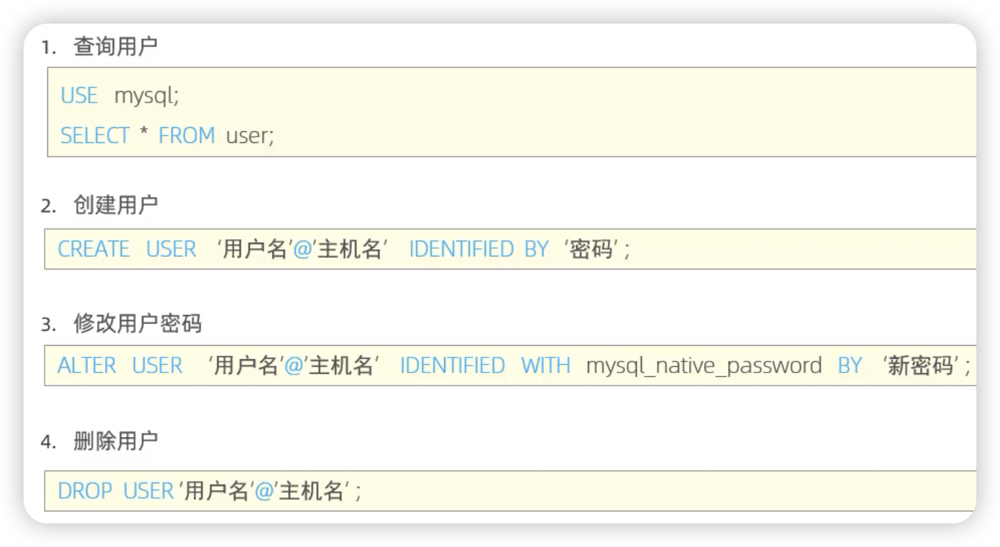 1. 查询用户
USE mysql;
SELECT * FROM user;
2. 创建用户
CREATE USER ‘用户名’@’主机名’ IDENTIFIED BY ‘密码’ ;
3. 修改用户密码
ALTER USER ‘用户名’@’主机名’ IDENTIFIED WITH mysql_native_password BY ‘新密码’ ;
4. 删除用户
DROP USER ‘用户名’@’主机名’ ;